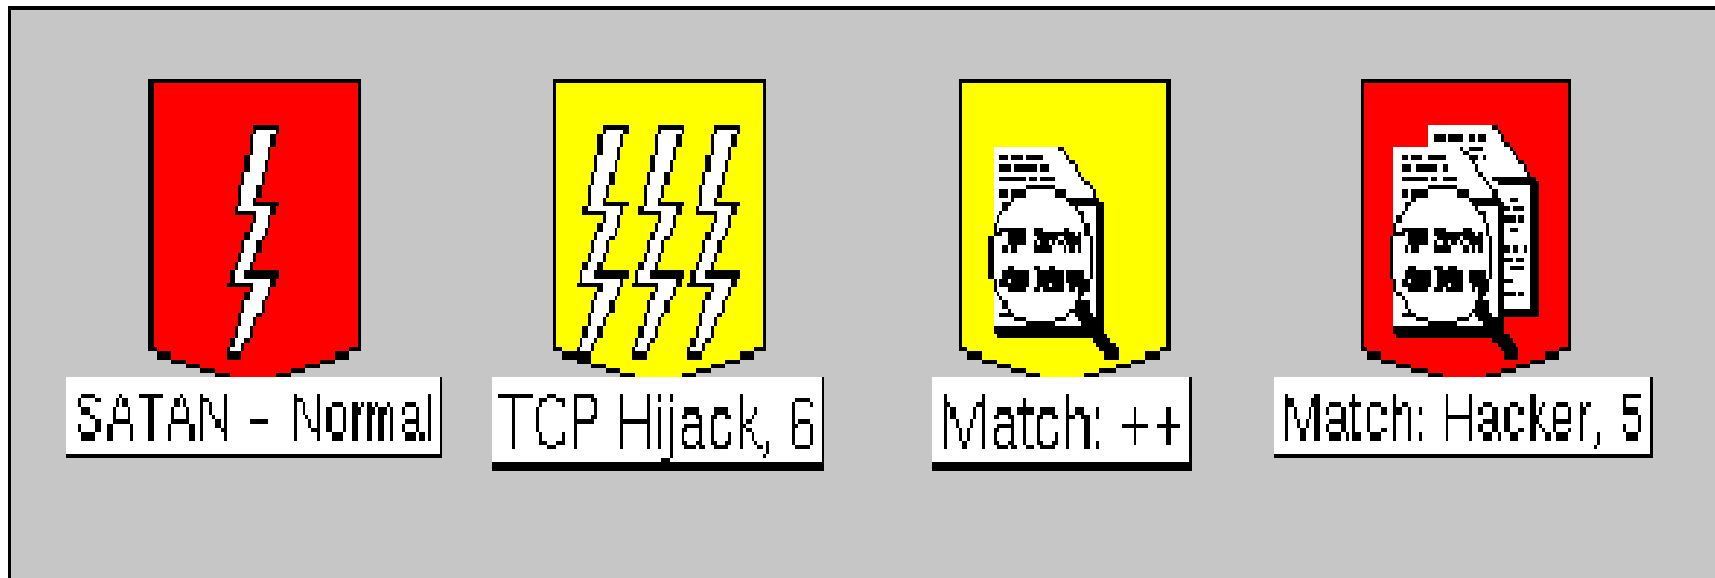 SATAN - Normal
TCP Hijack, 6
Match: ++
Match: Hacker, 5